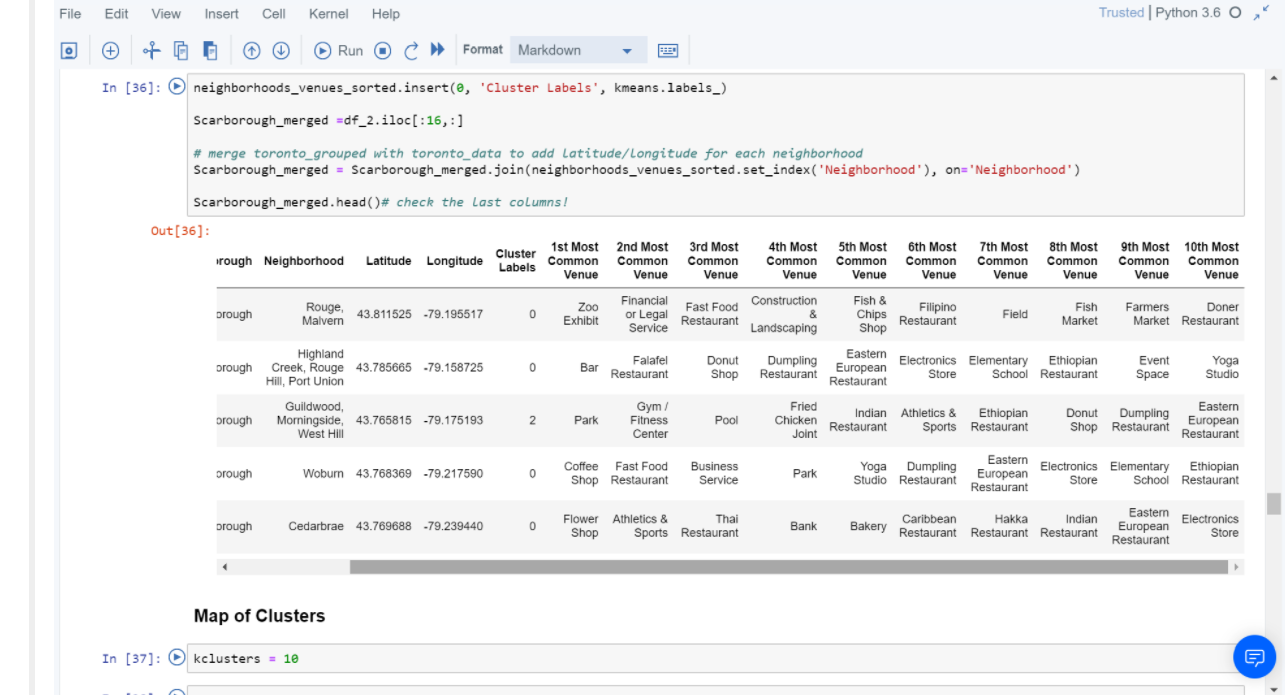 File Edit View Insert Cell Kernel Help Trusted | Python 3.6
Run Format Markdown
In [36]: neighborhoods_venues_sorted.insert(0, 'Cluster Labels', kmeans.labels_)
Scarborough_merged =df_2.iloc[:16,:]
# merge toronto_grouped with toronto_data to add latitude/longitude for each neighborhood
Scarborough_merged = Scarborough_merged.join(neighborhoods_venues_sorted.set_index('Neighborhood'), on='Neighborhood')
Scarborough_merged.head()# check the last columns!
Out[36]:
orough Neighborhood Latitude Longitude Cluster Labels 1st Most Common Venue 2nd Most Common Venue 3rd Most Common Venue 4th Most Common Venue 5th Most Common Venue 6th Most Common Venue 7th Most Common Venue 8th Most Common Venue 9th Most Common Venue 10th Most Common Venue
orough Rouge, Malvern 43.811525 -79.195517 0 Zoo Exhibit Financial or Legal Service Fast Food Restaurant Construction & Landscaping Fish & Chips Shop Filipino Restaurant Field Fish Market Farmers Market Doner Restaurant
orough Highland Creek, Rouge Hill, Port Union 43.785665 -79.158725 0 Bar Falafel Restaurant Donut Shop Dumpling Restaurant Eastern European Restaurant Electronics Store Elementary School Ethiopian Restaurant Event Space Yoga Studio
orough Guildwood, Morningside, West Hill 43.765815 -79.175193 2 Park Gym / Fitness Center Pool Fried Chicken Joint Indian Restaurant Athletics & Sports Ethiopian Restaurant Donut Shop Dumpling Restaurant Eastern European Restaurant
orough Woburn 43.768369 -79.217590 0 Coffee Shop Fast Food Restaurant Business Service Park Yoga Studio Dumpling Restaurant Eastern European Restaurant Electronics Store Elementary School Ethiopian Restaurant
orough Cedarbrae 43.769688 -79.239440 0 Flower Shop Athletics & Sports Thai Restaurant Bank Bakery Caribbean Restaurant Hakka Restaurant Indian Restaurant Eastern European Restaurant Electronics Store
Map of Clusters
In [37]: kclusters = 10